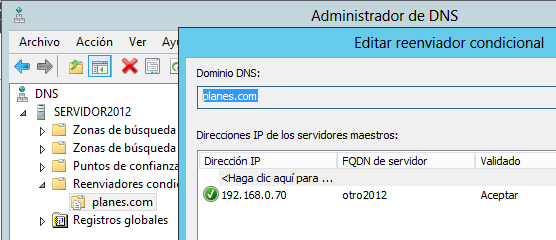 Administrador de DNS
Archivo Acción Ver
Editar reenviador condicional
DNS
SERVIDOR2012
Zonas de búsqueda
Zonas de búsqueda
Puntos de confianza
Reenviadores
planes.com
Registros globales
Dominio DNS:
planes.com
Direcciones IP de los servidores maestros:
Dirección IP FQDN de servidor Validado
<Haga clic aquí para ...
192.168.0.70 otro2012 Aceptar